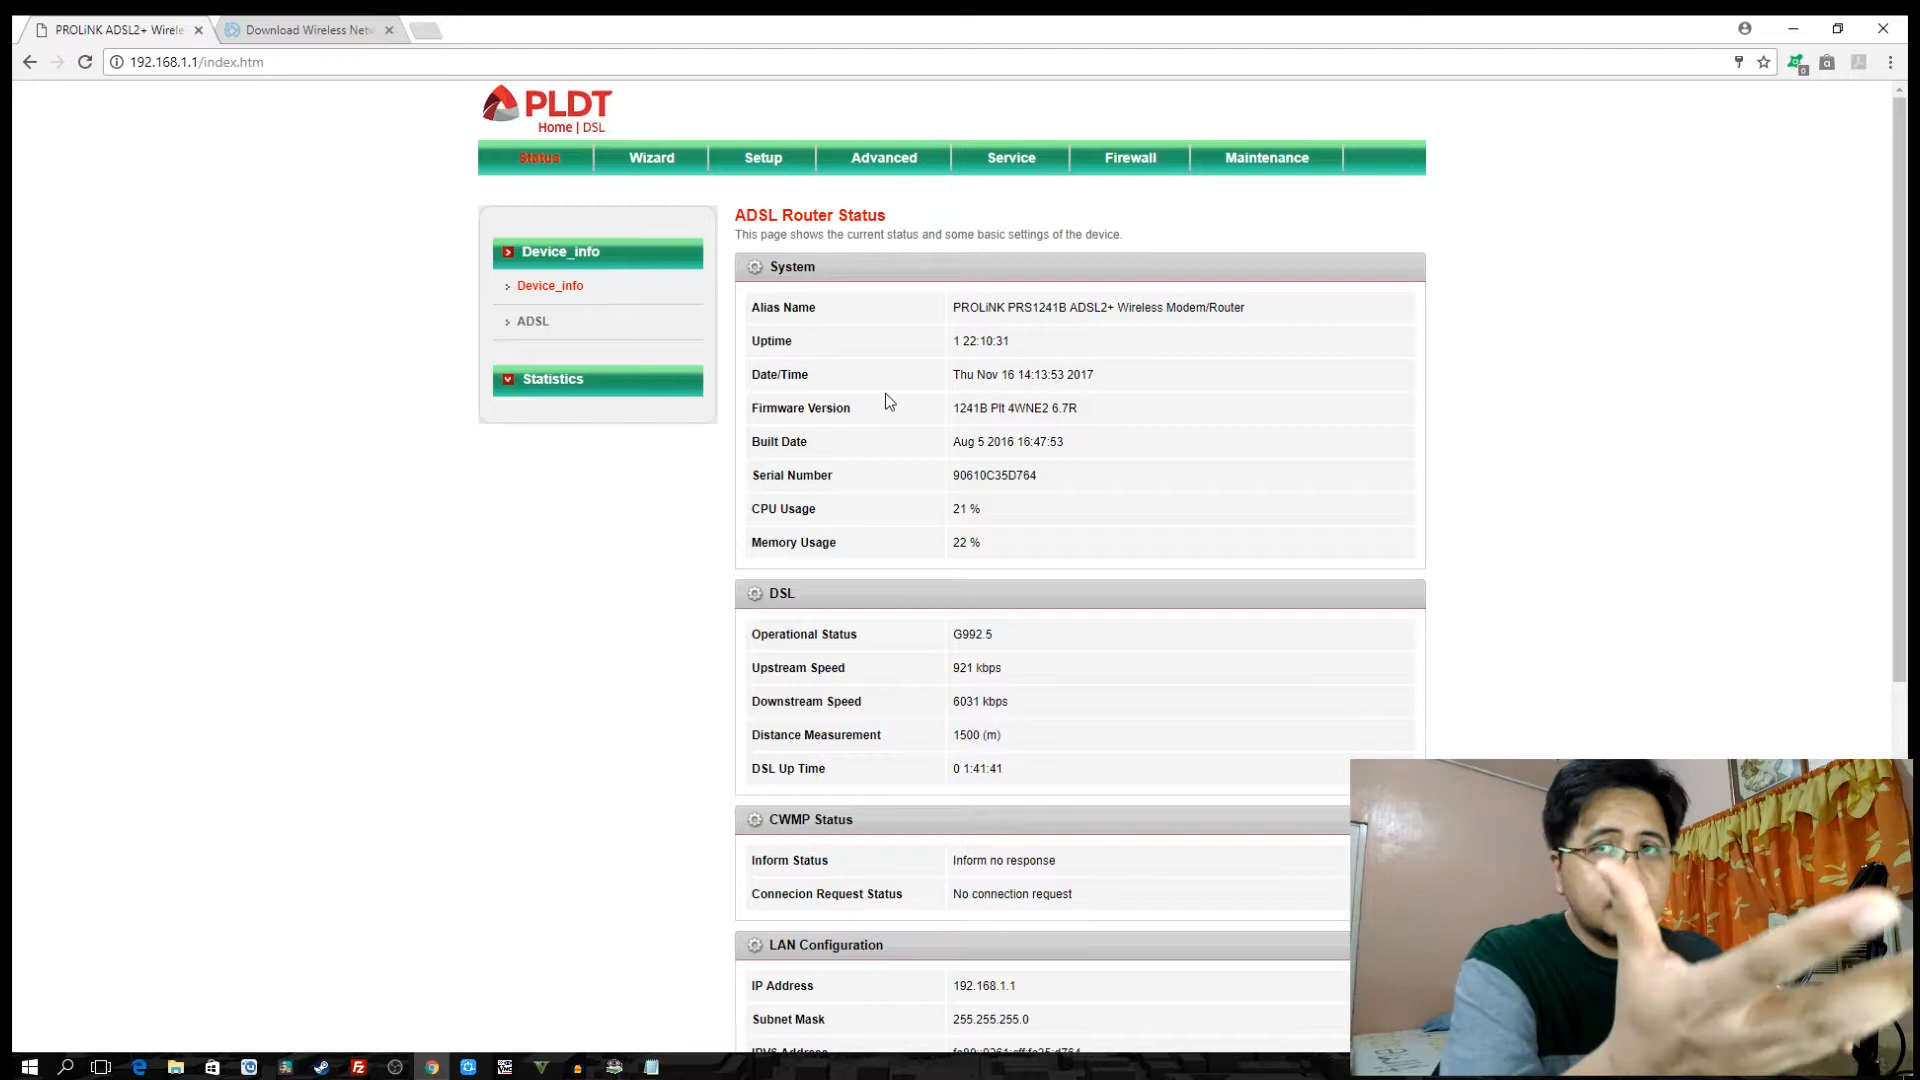 PROLiNK ADSL2+ Wirele
Download Wireless Netw
192.168.1.1/index.htm
PLDT
Home | DSL
Status
Wizard
Setup
Advanced
Service
Firewall
Maintenance
Device_info
Device_info
ADSL
Statistics
ADSL Router Status
This page shows the current status and some basic settings of the device.
System
Alias Name PROLiNK PRS1241B ADSL2+ Wireless Modem/Router
Uptime 1 22:10:31
Date/Time Thu Nov 16 14:13:53 2017
Firmware Version 1241B Plt 4WNE2 6.7R
Built Date Aug 5 2016 16:47:53
Serial Number 90610C35D764
CPU Usage 21 %
Memory Usage 22 %
DSL
Operational Status G992.5
Upstream Speed 921 kbps
Downstream Speed 6031 kbps
Distance Measurement 1500 (m)
DSL Up Time 0 1:41:41
CWMP Status
Inform Status Inform no response
Connecion Request Status No connection request
LAN Configuration
IP Address 192.168.1.1
Subnet Mask 255.255.255.0